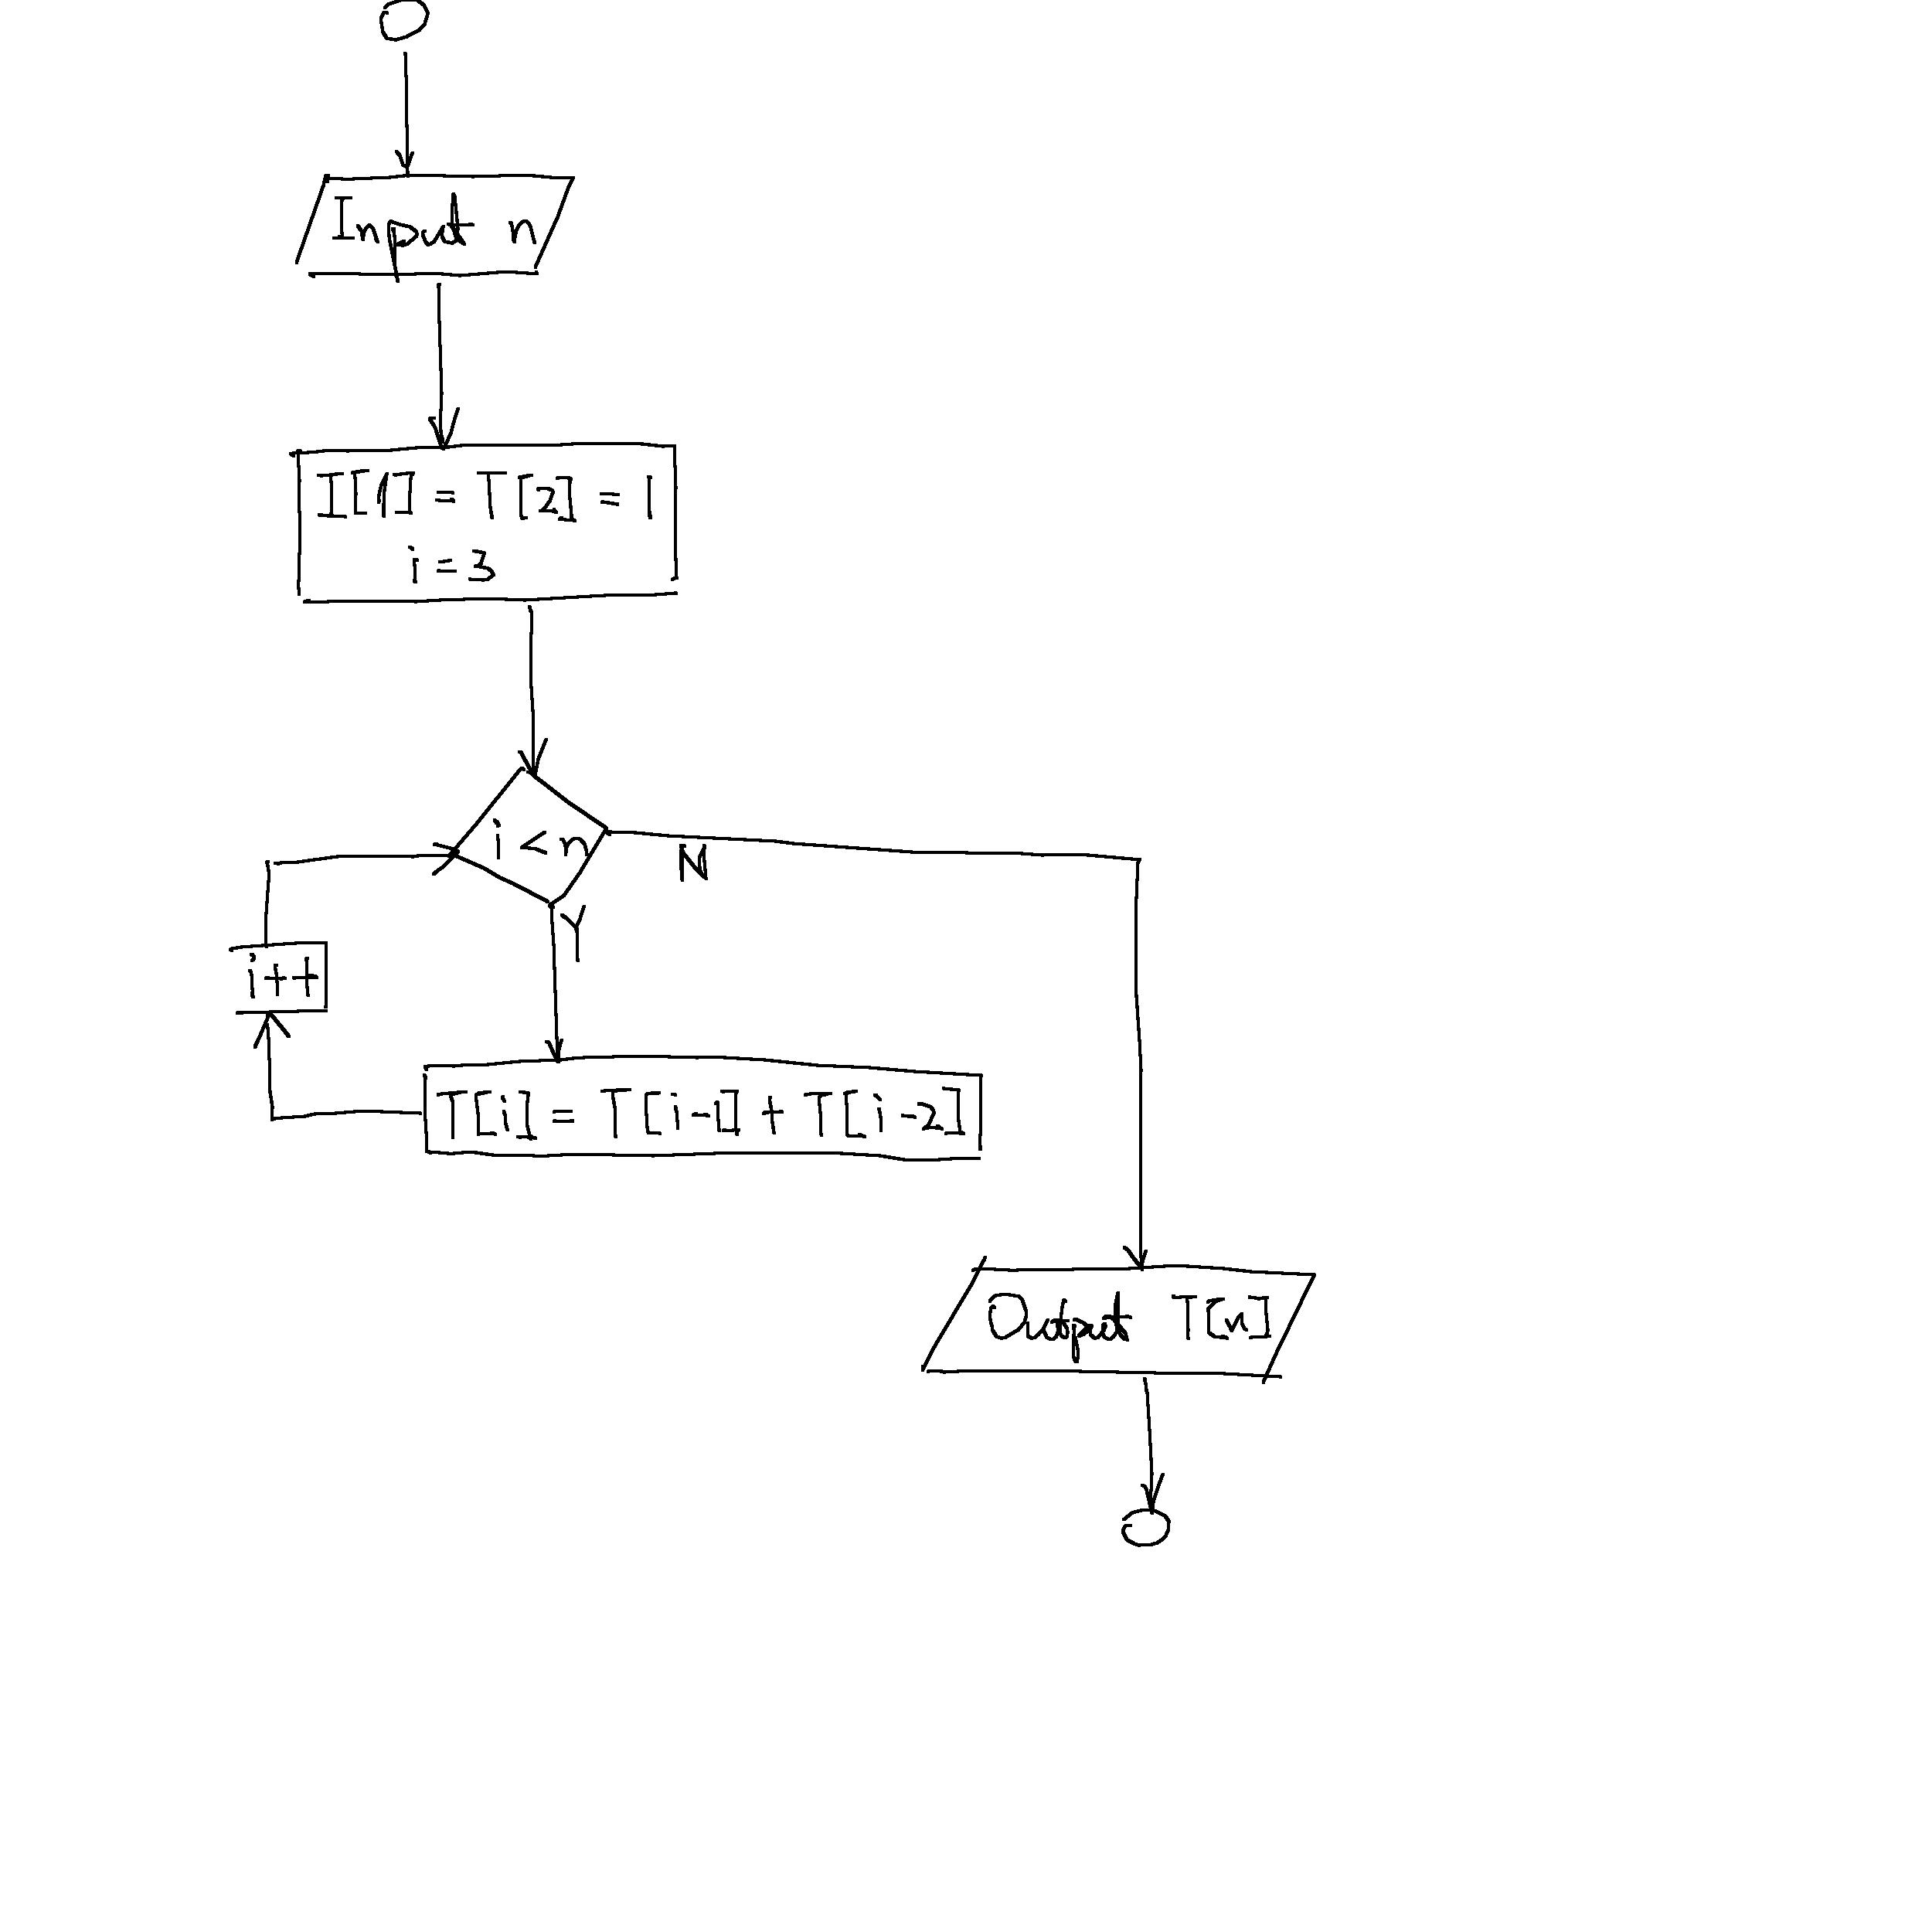 Input n
I[1] = T[2] = 1
i = 3
i < n
N
Y
i++
T[i] = T[i-1] + T[i-2]
Output T[n]